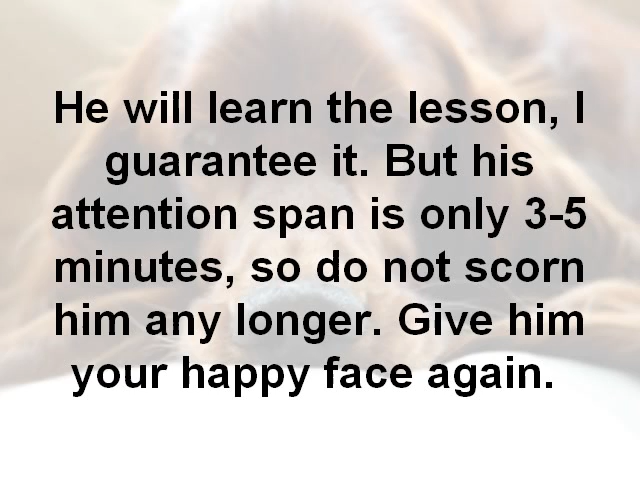 He will learn the lesson, I
guarantee it. But his
attention span is only 3-5
minutes, so do not scorn
him any longer. Give him
your happy face again.